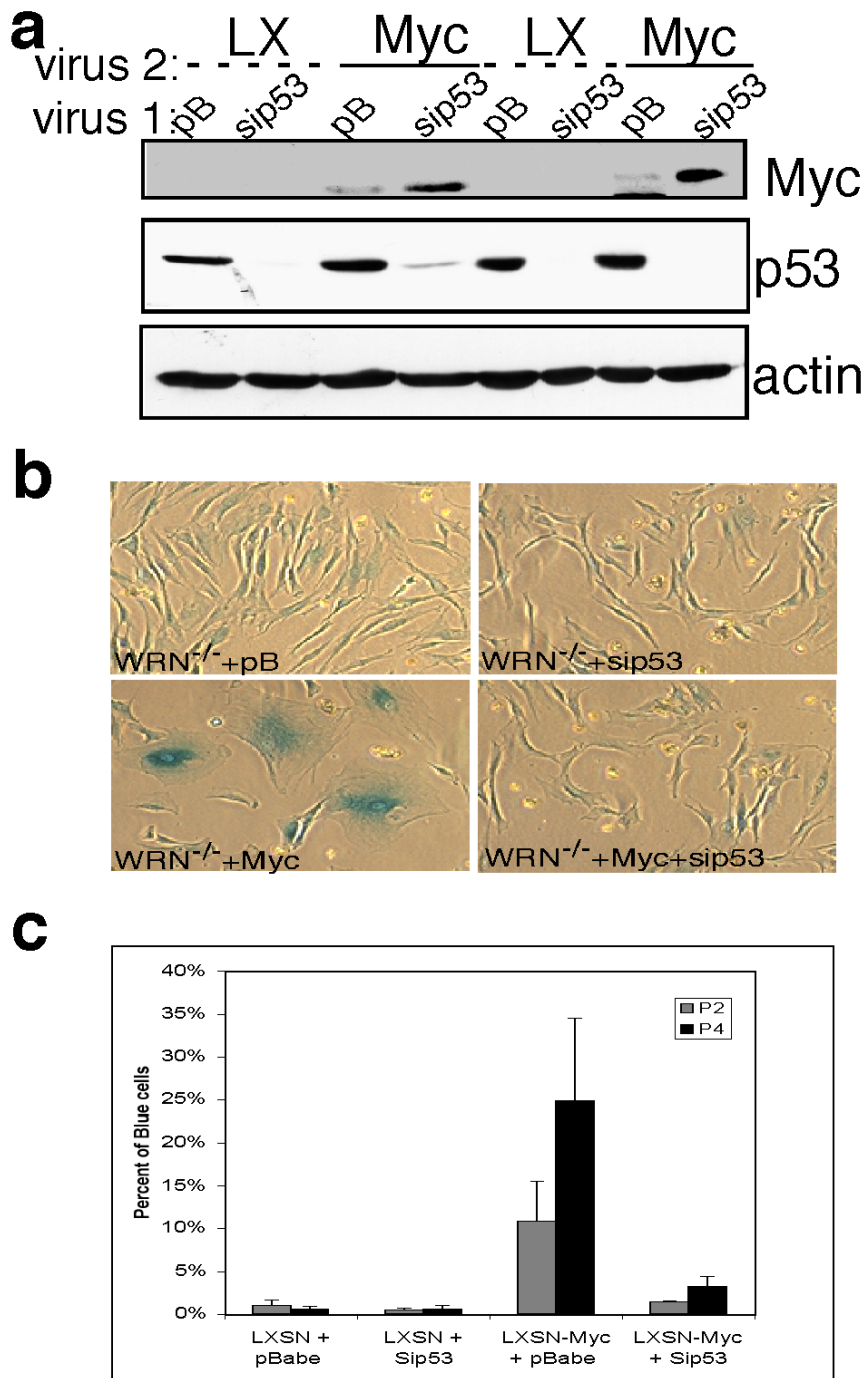 a
virus 2: LX Myc LX Myc
virus 1: pB sip53 pB sip53 pB sip53 pB sip53
Myc
p53
actin
b
WRN-/-+pB
WRN-/-+sip53
WRN-/-+Myc
WRN-/-+Myc+sip53
c
40%
35%
30%
25%
20%
15%
10%
5%
0%
Percent of Blue cells
P2
P4
LXSN + pBabe
LXSN + Sip53
LXSN-Myc + pBabe
LXSN-Myc + Sip53